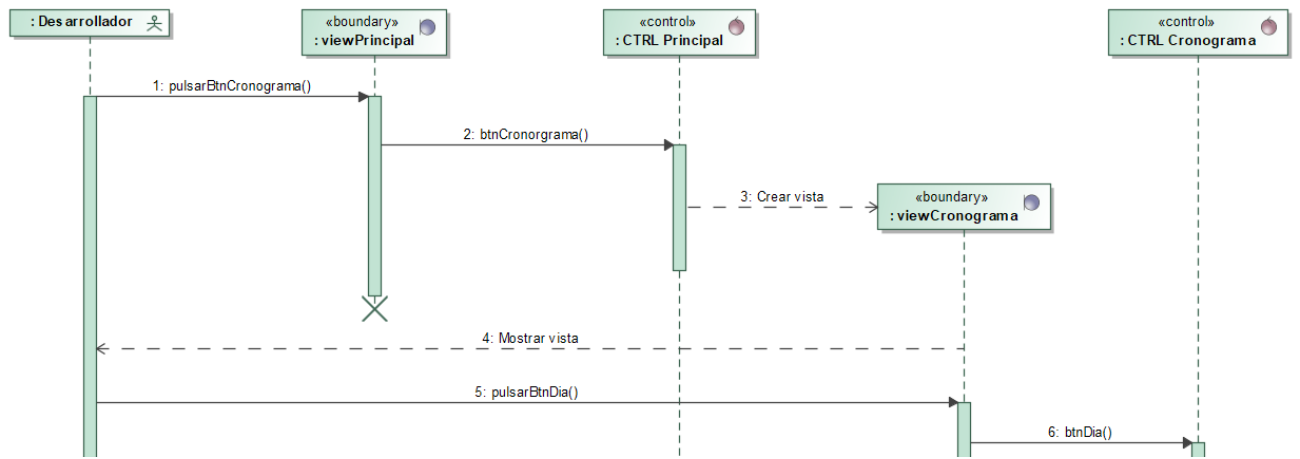 : Desarrollador
«boundary»
: viewPrincipal
«control»
: CTRL Principal
«control»
: CTRL Cronograma
1: pulsarBtnCronograma()
2: btnCronorgrama()
3: Crear vista
«boundary»
: viewCronograma
4: Mostrar vista
5: pulsarBtnDia()
6: btnDia()